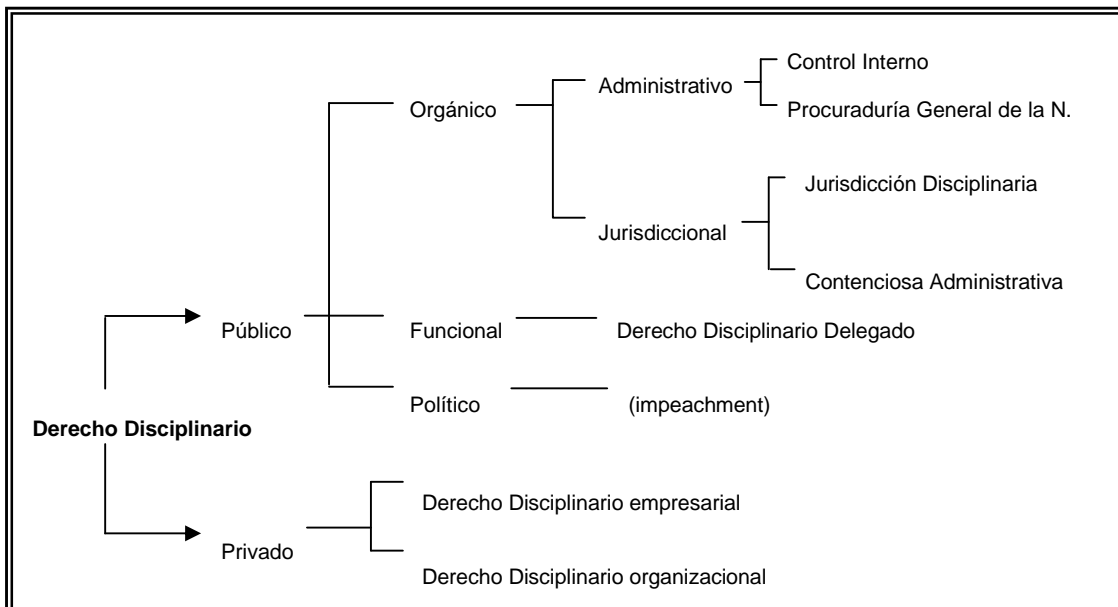 Control Interno
Administrativo
Orgánico
Procuraduría General de la N.
Jurisdicción Disciplinaria
Jurisdiccional
Contenciosa Administrativa
Público
Funcional
Derecho Disciplinario Delegado
Político
(impeachment)
Derecho Disciplinario
Derecho Disciplinario empresarial
Privado
Derecho Disciplinario organizacional